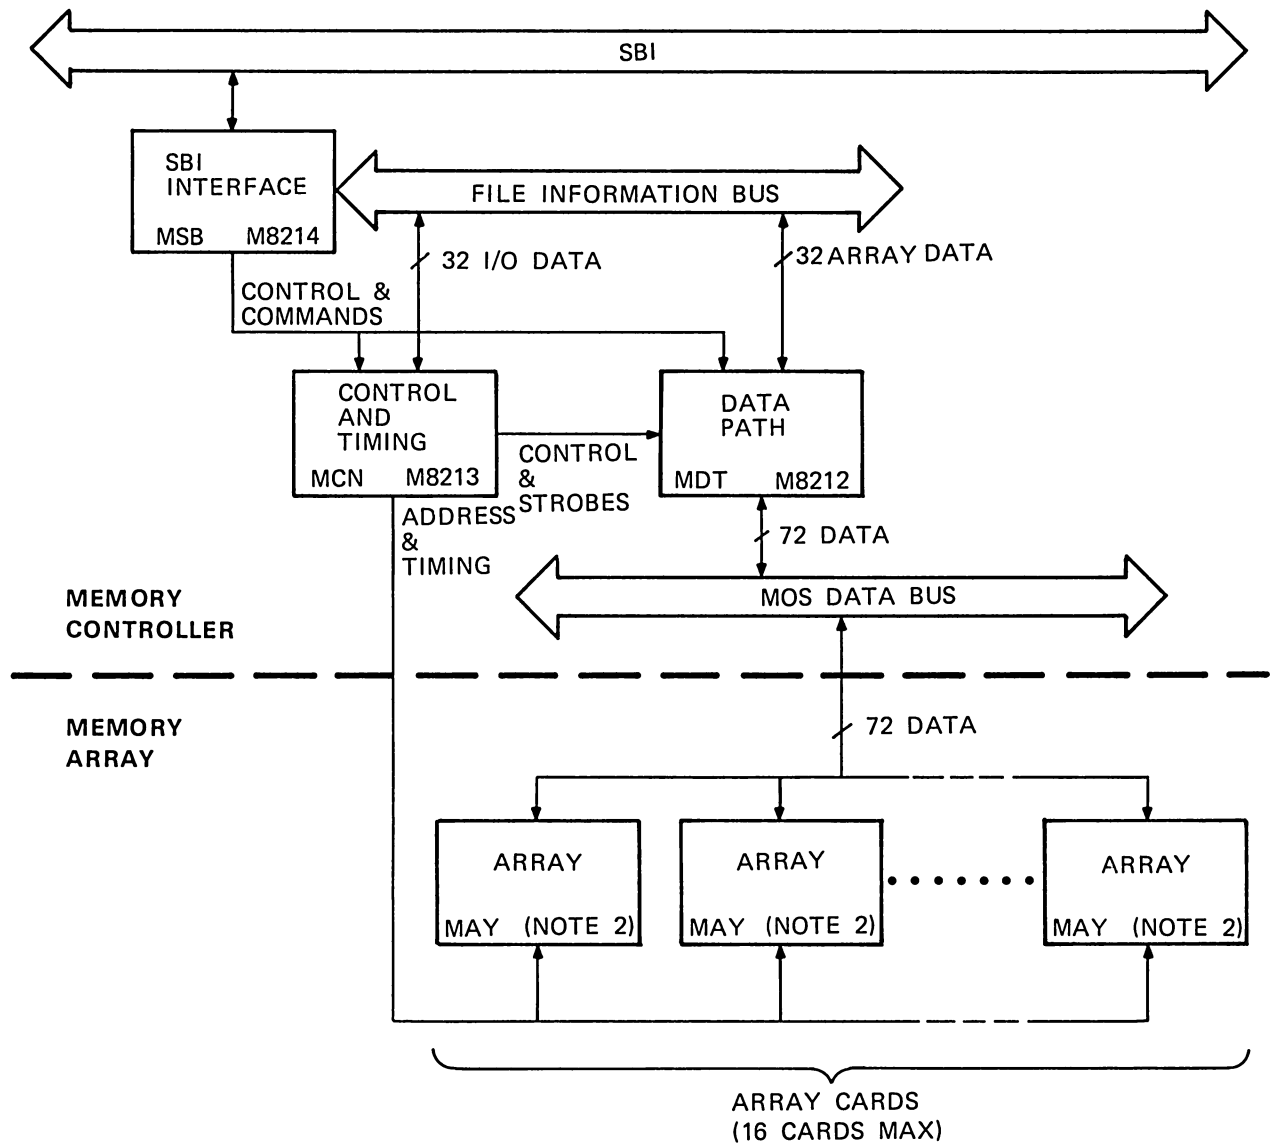 SBI
SBI
INTERFACE
MSB M8214
FILE INFORMATION BUS
32 I/O DATA
32 ARRAY DATA
CONTROL &
COMMANDS
CONTROL
AND
TIMING
MCN M8213
CONTROL
&
STROBES
DATA
PATH
MDT M8212
ADDRESS
&
TIMING
72 DATA
MOS DATA BUS
MEMORY
CONTROLLER
MEMORY
ARRAY
72 DATA
ARRAY
MAY (NOTE 2)
ARRAY
MAY (NOTE 2)
ARRAY
MAY (NOTE 2)
ARRAY CARDS
(16 CARDS MAX)